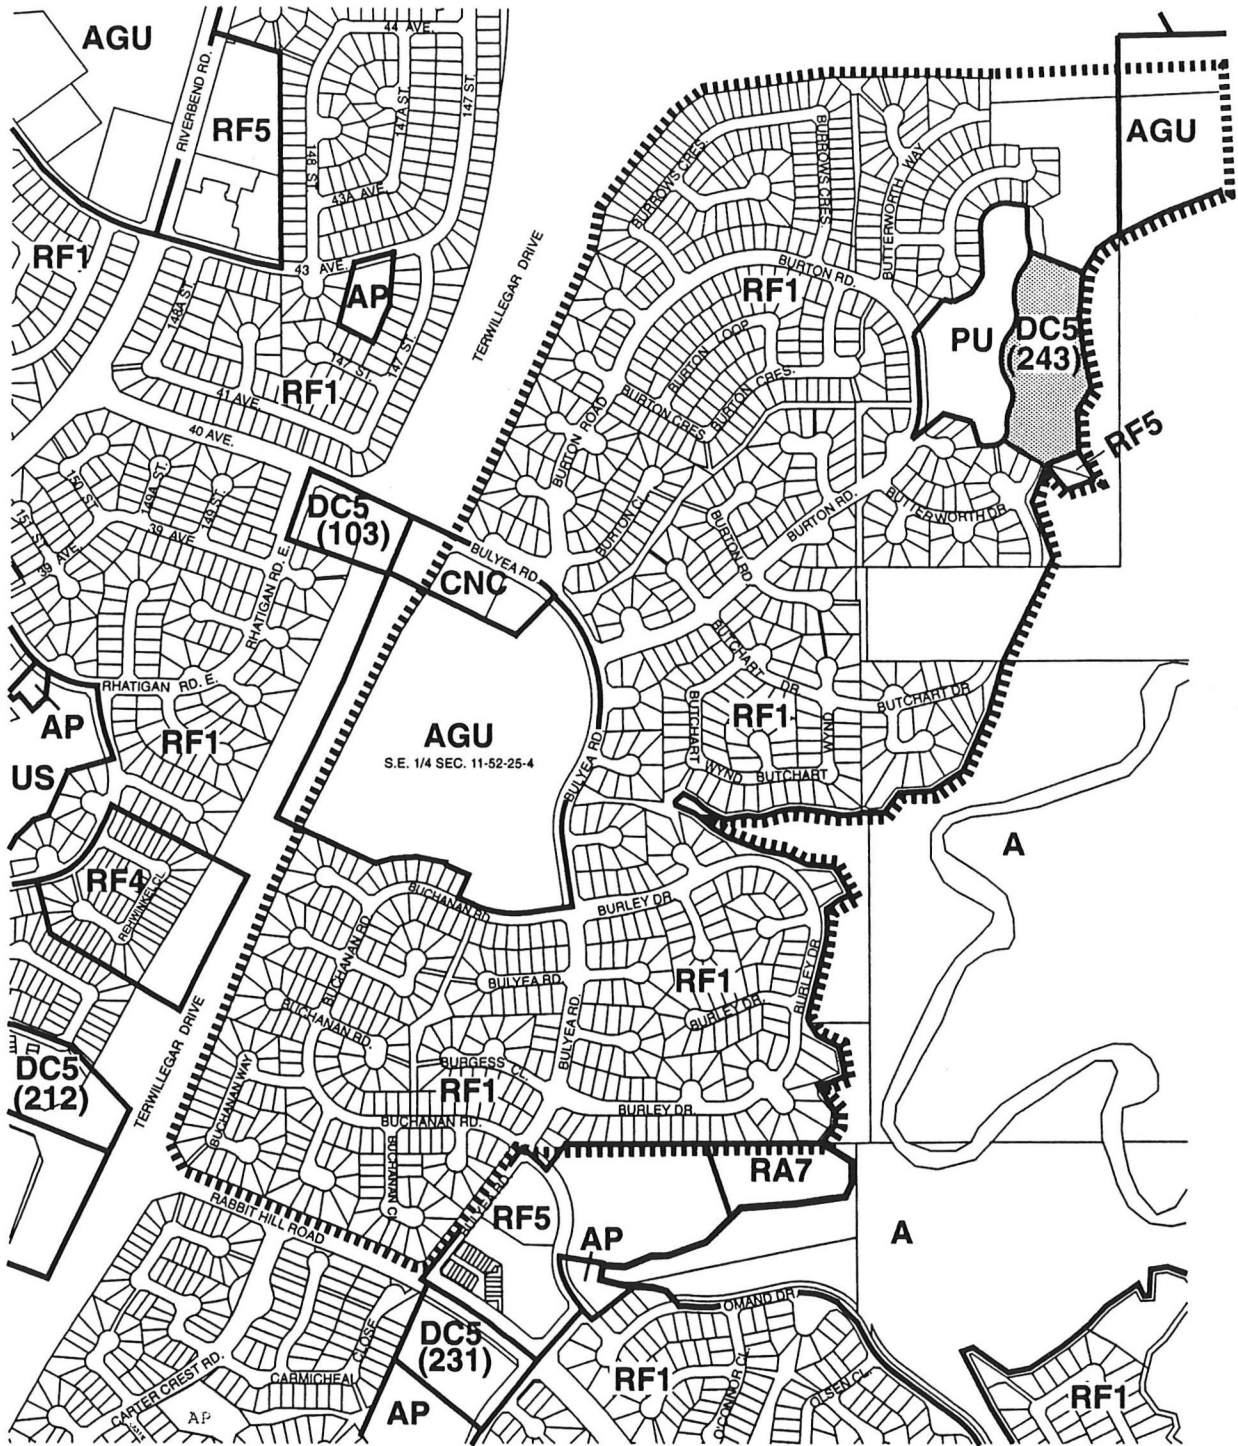 44 AVE.
AGU
RIVERBEND RD.
RF5
147A ST.
147 ST.
148 ST.
43A AVE.
AGU
BURROWS CRES.
BURROWS CRES.
BUTTERWORTH WAY
RF1
43 AVE.
AP
TERWILLEGAR DRIVE
BURTON RD.
RF1
148A ST.
147 ST.
147 ST.
RF1
41 AVE.
40 AVE.
BURTON LOOP
BURTON CRES.
BURTON CRES.
BURTON ROAD
PU
DC5
(243)
RF5
150 ST.
149A ST.
149 ST.
151 ST.
39 AVE.
39 AVE.
DC5
(103)
BULYEA RD.
CNC
BURTON CL.
BURTON RD.
BURTON RD.
BUTTERWORTH DR.
RHATIGAN RD. E.
RHATIGAN RD. E.
AP
RF1
US
AGU
S.E. 1/4 SEC. 11-52-25-4
BULYEA RD.
BUTCHART DR.
BUTCHART DR.
RF1
BUTCHART WYND
BUTCHART WYND
A
RF4
REHWINKEL CL.
BUCHANAN RD.
BURLEY DR.
BUCHANAN RD.
BULYEA RD.
RF1
BURLEY DR.
BURLEY DR.
BUCHANAN RD.
BULYEA RD.
TERWILLEGAR DRIVE
DC5
(212)
BUCHANAN WAY
BURGESS CL.
RF1
BUCHANAN RD.
BURLEY DR.
BUCHANAN Cl
RA7
RABBIT HILL ROAD
BULYEA RD.
RF5
AP
A
OMAND DR.
DC5
(231)
CLOSE
CARMICHEAL
CARTER CREST RD.
AP
AP
RF1
O'CONNOR CL.
OLSEN CL.
RF1